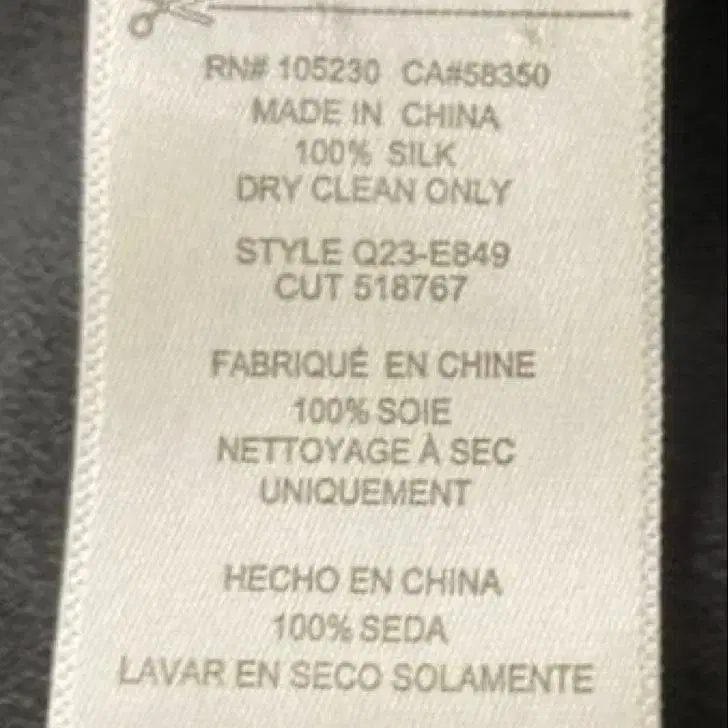 RN# 105230 CA#58350
MADE IN CHINA
100% SILK
DRY CLEAN ONLY
STYLE Q23-E849
CUT 518767
FABRIQUÉ EN CHINE
100% SOIE
NETTOYAGE À SEC
UNIQUEMENT
HECHO EN CHINA
100% SEDA
LAVAR EN SECO SOLAMENTE